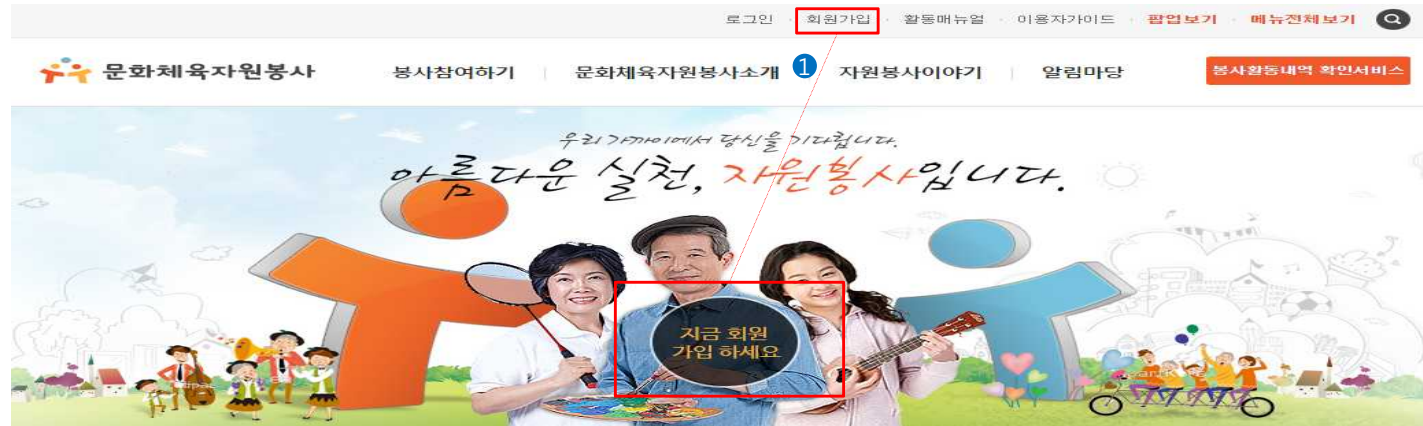 로그인 · 회원가입 · 활동매뉴얼 · 이용자가이드 · 팝업보기 · 메뉴전체보기
문화체육자원봉사 봉사참여하기 | 문화체육자원봉사소개 1 자원봉사이야기 | 알림마당 봉사활동내역 확인서비스
우리 가까이에서 당신을 기다립니다.
아름다운 실천, 자원봉사입니다.
지금 회원
가입 하세요